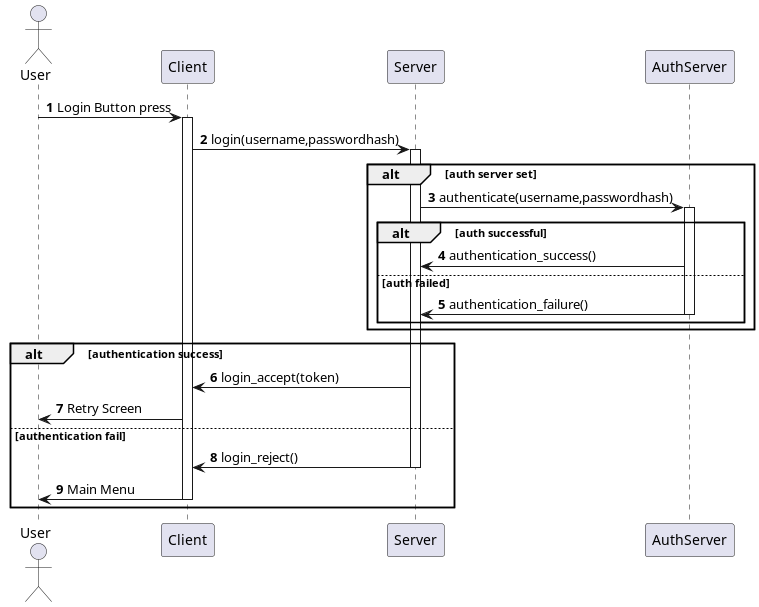 User
Client
Server
AuthServer
1 Login Button press
2 login(username,passwordhash)
alt [auth server set]
3 authenticate(username,passwordhash)
alt [auth successful]
4 authentication_success()
[auth failed]
5 authentication_failure()
alt [authentication success]
6 login_accept(token)
7 Retry Screen
[authentication fail]
8 login_reject()
9 Main Menu
User
Client
Server
AuthServer